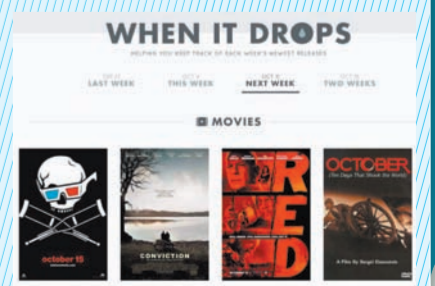 WHEN IT DROPS
HELPING YOU KEEP TRACK OF EACH WEEK'S NEWEST RELEASES
LAST WEEK
THIS WEEK
NEXT WEEK
TWO WEEKS
MOVIES
october 15
CONVICTION
RED
OCTOBER
(Ten Days That Shook the World)
A Film By Sergei Eisenstein
DVD